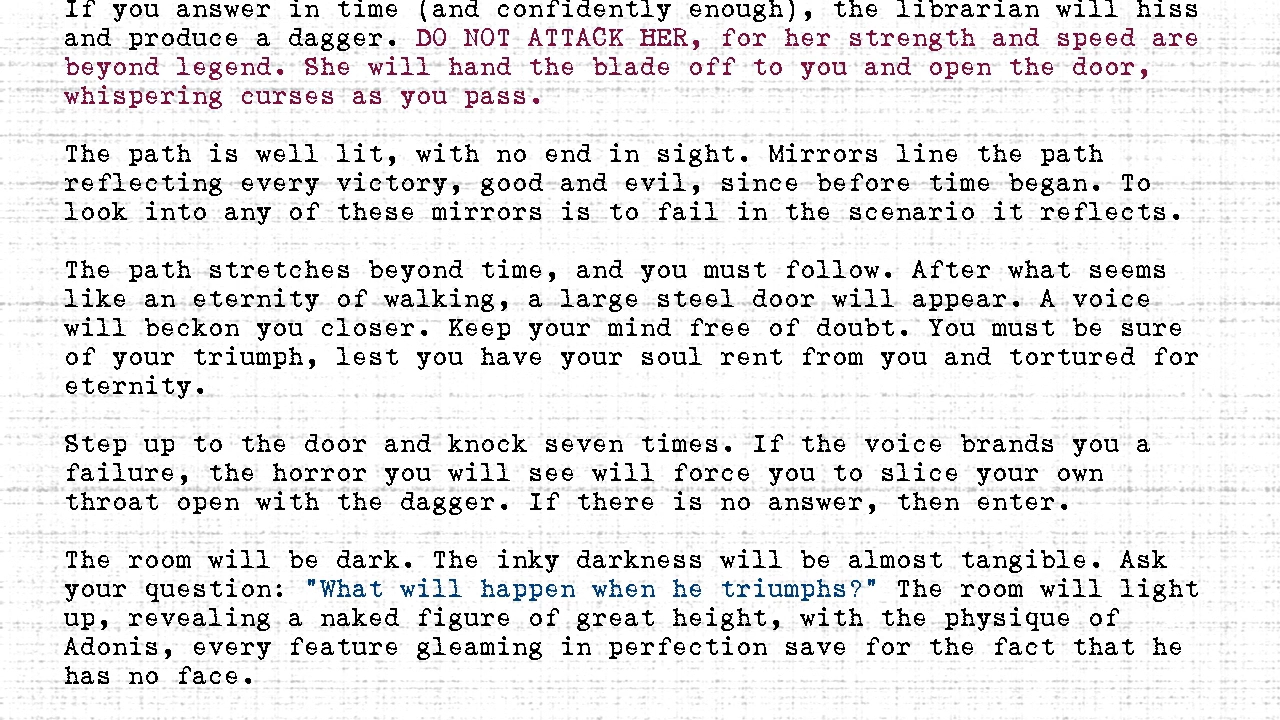 If you answer in time (and confidently enough), the librarian will hiss
and produce a dagger. DO NOT ATTACK HER, for her strength and speed are
beyond legend. She will hand the blade off to you and open the door,
whispering curses as you pass.
The path is well lit, with no end in sight. Mirrors line the path
reflecting every victory, good and evil, since before time began. To
look into any of these mirrors is to fail in the scenario it reflects.
The path stretches beyond time, and you must follow. After what seems
like an eternity of walking, a large steel door will appear. A voice
will beckon you closer. Keep your mind free of doubt. You must be sure
of your triumph, lest you have your soul rent from you and tortured for
eternity.
Step up to the door and knock seven times. If the voice brands you a
failure, the horror you will see will force you to slice your own
throat open with the dagger. If there is no answer, then enter.
The room will be dark. The inky darkness will be almost tangible. Ask
your question: "What will happen when he triumphs?" The room will light
up, revealing a naked figure of great height, with the physique of
Adonis, every feature gleaming in perfection save for the fact that he
has no face.